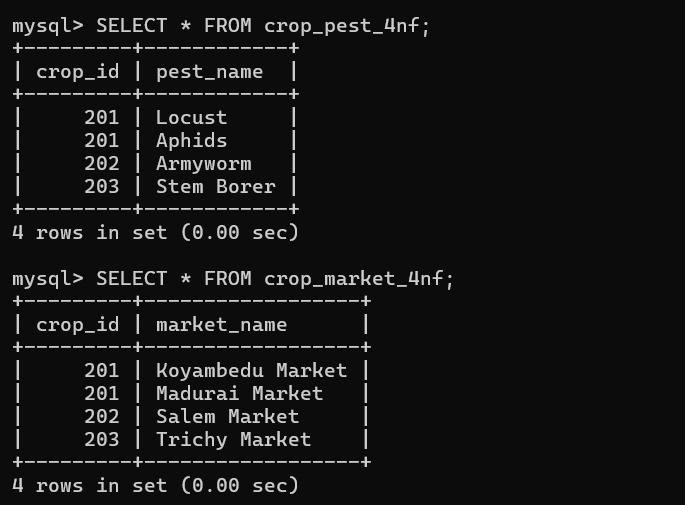 mysql> SELECT * FROM crop_pest_4nf;
+---------+------------+
| crop_id | pest_name  |
+---------+------------+
|     201 | Locust     |
|     201 | Aphids     |
|     202 | Armyworm   |
|     203 | Stem Borer |
+---------+------------+
4 rows in set (0.00 sec)

mysql> SELECT * FROM crop_market_4nf;
+---------+------------------+
| crop_id | market_name      |
+---------+------------------+
|     201 | Koyambedu Market |
|     201 | Madurai Market   |
|     202 | Salem Market     |
|     203 | Trichy Market    |
+---------+------------------+
4 rows in set (0.00 sec)